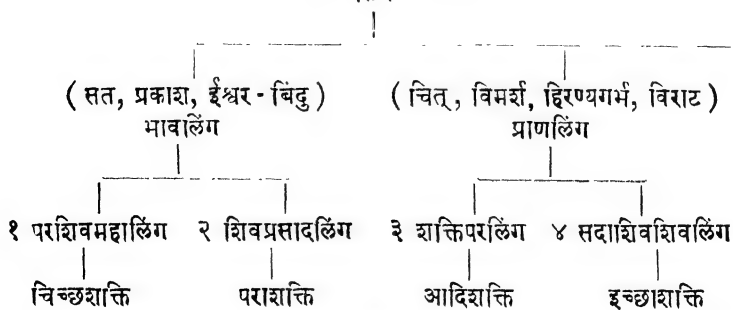 ( सत, प्रकाश, ईश्वर - बिंदु ) ( चित्, विमर्श, हिरण्यगर्भ, विराट )
भावालिंग प्राणलिंग
१ परशिवमहालिंग २ शिवप्रसादलिंग ३ शक्तिपरलिंग ४ सदाशिवशिवलिंग
चिच्छशक्ति पराशक्ति आदिशक्ति इच्छाशक्ति